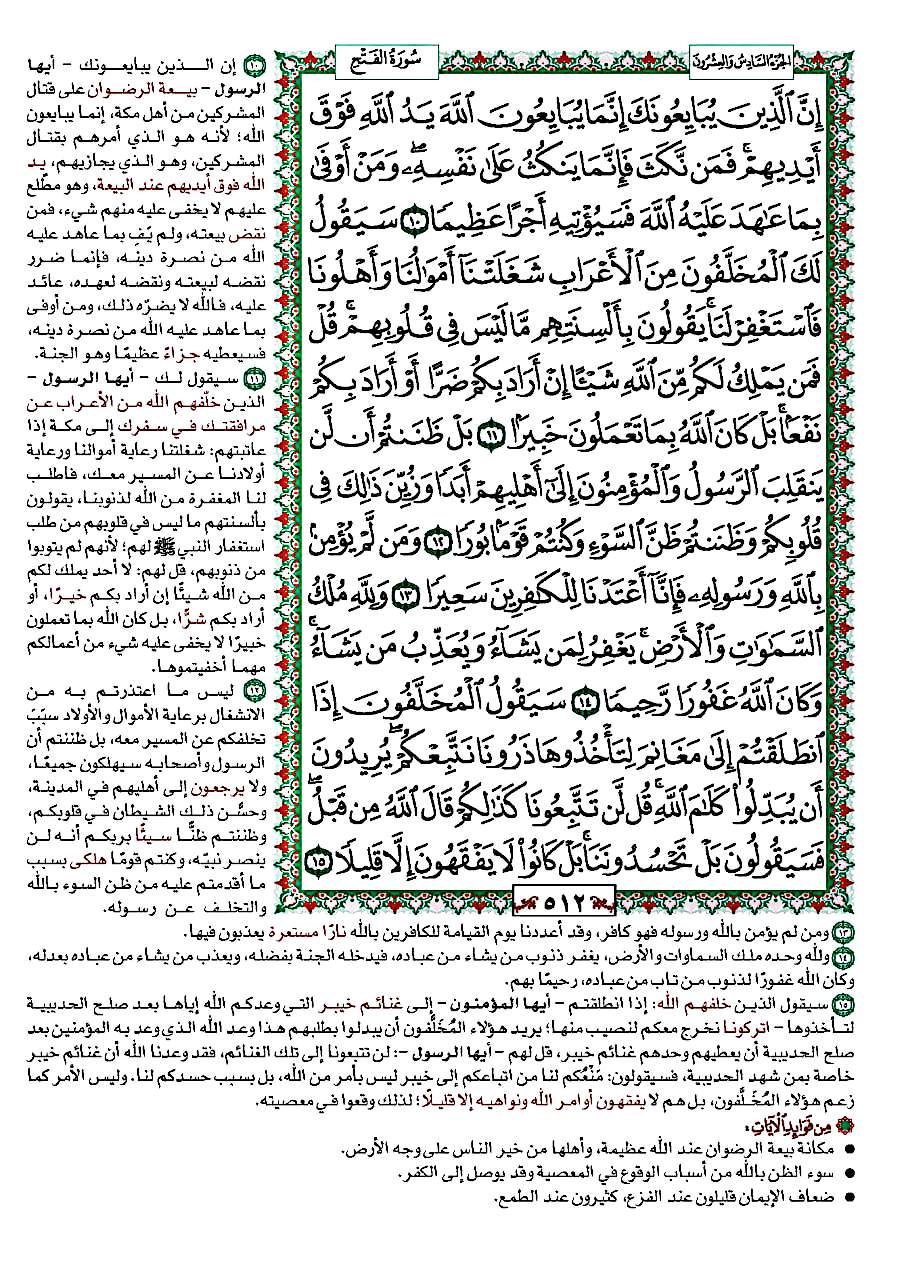 الجزء السادس والعشرون
سُورَةُ الفَتْحِ
إِنَّ ٱلَّذِينَ يُبَايِعُونَكَ إِنَّمَا يُبَايِعُونَ ٱللَّهَ يَدُ ٱللَّهِ فَوْقَ
أَيْدِيهِمْۚ فَمَن نَّكَثَ فَإِنَّمَا يَنكُثُ عَلَىٰ نَفْسِهِۦۖ وَمَنْ أَوْفَىٰ
بِمَا عَٰهَدَ عَلَيْهُ ٱللَّهَ فَسَيُؤْتِيهِ أَجْرًا عَظِيمًا ١٠ سَيَقُولُ
لَكَ ٱلْمُخَلَّفُونَ مِنَ ٱلْأَعْرَابِ شَغَلَتْنَآ أَمْوَٰلُنَا وَأَهْلُونَا
فَٱسْتَغْفِرْ لَنَاۚ يَقُولُونَ بِأَلْسِنَتِهِم مَّا لَيْسَ فِي قُلُوبِهِمْۚ قُلْ
فَمَن يَمْلِكُ لَكُم مِّنَ ٱللَّهِ شَيْـًٔا إِنْ أَرَادَ بِكُمْ ضَرًّا أَوْ أَرَادَ بِكُمْ
نَفْعَۢاۚ بَلْ كَانَ ٱللَّهُ بِمَا تَعْمَلُونَ خَبِيرَۢا ١١ بَلْ ظَنَنتُمْ أَن لَّن
يَنقَلِبَ ٱلرَّسُولُ وَٱلْمُؤْمِنُونَ إِلَىٰٓ أَهْلِيهِمْ أَبَدًا وَزُيِّنَ ذَٰلِكَ فِي
قُلُوبِكُمْ وَظَنَنتُمْ ظَنَّ ٱلسَّوْءِ وَكُنتُمْ قَوْمَۢا بُورًا ١٢ وَمَن لَّمْ يُؤْمِنۢ
بِٱللَّهِ وَرَسُولِهِۦ فَإِنَّآ أَعْتَدْنَا لِلْكَٰفِرِينَ سَعِيرًا ١٣ وَلِلَّهِ مُلْكُ
ٱلسَّمَٰوَٰتِ وَٱلْأَرْضِۚ يَغْفِرُ لِمَن يَشَآءُ وَيُعَذِّبُ مَن يَشَآءُۚ
وَكَانَ ٱللَّهُ غَفُورًا رَّحِيمًا ١٤ سَيَقُولُ ٱلْمُخَلَّفُونَ إِذَا
ٱنطَلَقْتُمْ إِلَىٰ مَغَانِمَ لِتَأْخُذُوهَا ذَرُونَا نَتَّبِعْكُمْۖ يُرِيدُونَ
أَن يُبَدِّلُوا۟ كَلَٰمَ ٱللَّهِۚ قُل لَّن تَتَّبِعُونَا كَذَٰلِكُمْ قَالَ ٱللَّهُ مِن قَبْلُۖ
فَسَيَقُولُونَ بَلْ تَحْسُدُونَنَاۚ بَلْ كَانُوا۟ لَا يَفْقَهُونَ إِلَّا قَلِيلًا ١٥
٥١٢
١٠ إن الذين يبايعونك - أيها
الرسول - بيعة الرضوان على قتال
المشركين من أهل مكة، إنما يبايعون
الله؛ لأنه هو الذي أمرهم بقتال
المشركين، وهو الذي يجازيهم، يد
الله فوق أيديهم عند البيعة، وهو مطّلع
عليهم لا يخفى عليه منهم شيء، فمن
نقض بيعته، ولم يَفِ بما عاهد عليه
الله من نصرة دينه، فإنما ضرر
نقضه لبيعته ونقضه لعهده، عائد
عليه، فالله لا يضرّه ذلك، ومن أوفى
بما عاهد عليه الله من نصرة دينه،
فسيعطيه جزاءً عظيمًا وهو الجنة.
١١ سيقول لك - أيها الرسول -
الذين خلّفهم الله من الأعراب عن
مرافقتك في سفرك إلى مكة إذا
عاتبتهم: شغلتنا رعاية أموالنا ورعاية
أولادنا عن المسير معك، فاطلب
لنا المغفرة من الله لذنوبنا، يقولون
بألسنتهم ما ليس في قلوبهم من طلب
استغفار النبي ﷺ لهم؛ لأنهم لم يتوبوا
من ذنوبهم، قل لهم: لا أحد يملك لكم
من الله شيئًا إن أراد بكم خيرًا، أو
أراد بكم شرًّا، بل كان الله بما تعملون
خبيرًا لا يخفى عليه شيء من أعمالكم
مهما أخفيتموها.
١٢ ليس ما اعتذرتم به من
الانشغال برعاية الأموال والأولاد سبَبَ
تخلفكم عن المسير معه، بل ظننتم أن
الرسول وأصحابه سيهلكون جميعًا،
ولا يرجعون إلى أهليهم في المدينة،
وحسَّن ذلك الشيطان في قلوبكم،
وظننتم ظنًّا سيئًا بربكم أنه لن
ينصر نبيّه، وكنتم قومًا هلكى بسبب
ما أقدمتم عليه من ظن السوء بالله
والتخلف عن رسوله.
١٣ ومن لم يؤمن بالله ورسوله فهو كافر، وقد أعددنا يوم القيامة للكافرين بالله نارًا مستعرة يعذبون فيها.
١٤ ولله وحده ملك السماوات والأرض، يغفر ذنوب من يشاء من عباده، فيدخله الجنة بفضله، ويعذب من يشاء من عباده بعدله،
وكان الله غفورًا لذنوب من تاب من عباده، رحيمًا بهم.
١٥ سيقول الذين خلفهم الله: إذا انطلقتم - أيها المؤمنون - إلى غنائم خيبر التي وعدكم الله إياها بعد صلح الحديبية
لتأخذوها - اتركونا نخرج معكم لنصيب منها؛ يريد هؤلاء المُخَلَّفون أن يبدلوا بطلبهم هذا وعد الله الذي وعد به المؤمنين بعد
صلح الحديبية أن يعطيهم وحدهم غنائم خيبر، قل لهم - أيها الرسول -: لن تتبعونا إلى تلك الغنائم، فقد وعدنا الله أن غنائم خيبر
خاصة بمن شهد الحديبية، فسيقولون: مَنْعُكم لنا من اتباعكم إلى خيبر ليس بأمر من الله، بل بسبب حسدكم لنا. وليس الأمر كما
زعم هؤلاء المُخَلَّفون، بل هم لا يفقهون أوامر الله ونواهيه إلا قليلًا؛ لذلك وقعوا في معصيته.
مِن فَوَائِدِ الْآيَاتِ:
• مكانة بيعة الرضوان عند الله عظيمة، وأهلها من خير الناس على وجه الأرض.
• سوء الظن بالله من أسباب الوقوع في المعصية وقد يوصل إلى الكفر.
• ضعاف الإيمان قليلون عند الفزع، كثيرون عند الطمع.